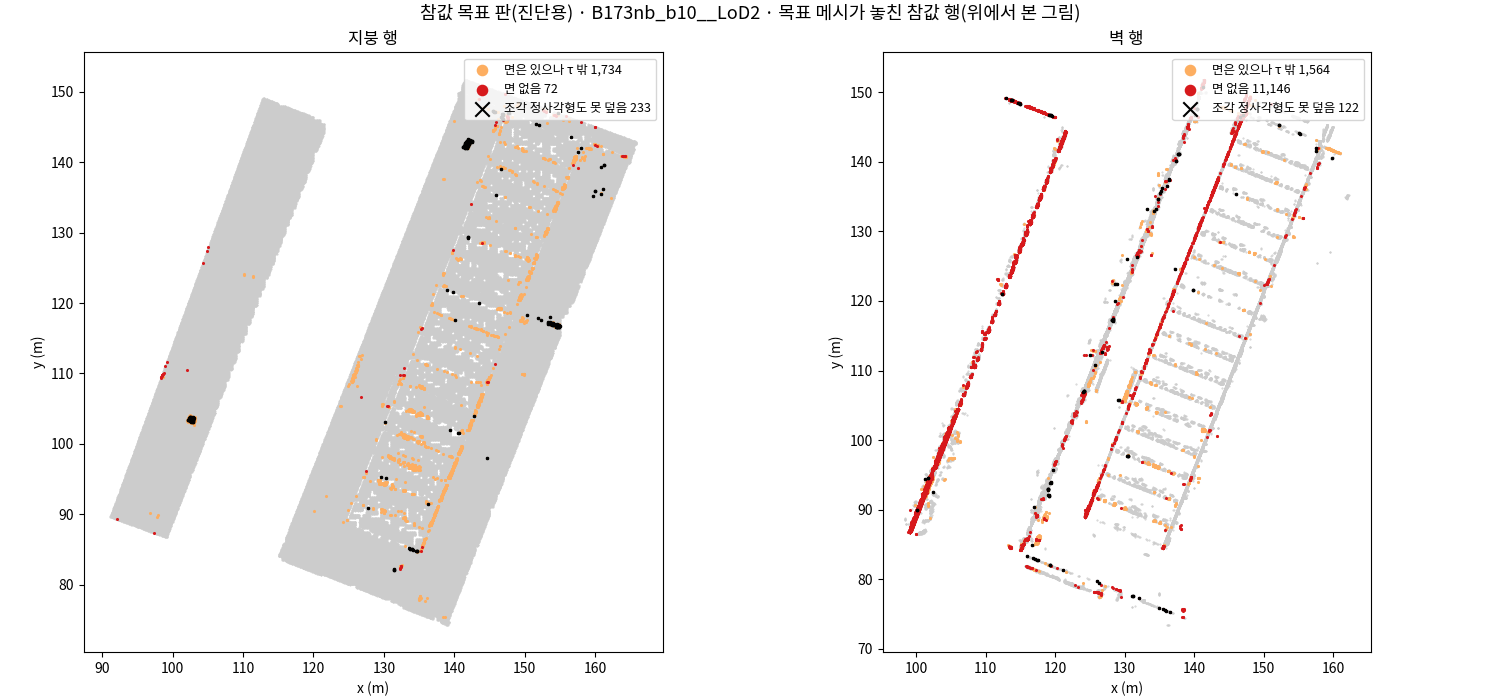 참값 목표 판(진단용) · B173nb_b10__LoD2 · 목표 메시가 놓친 참값 행(위에서 본 그림)
지붕 행
면은 있으나 τ 밖 1,734
면 없음 72
조각 정사각형도 못 덮음 233
150
140
130
120
110
100
90
80
y (m)
90 100 110 120 130 140 150 160
x (m)
벽 행
면은 있으나 τ 밖 1,564
면 없음 11,146
조각 정사각형도 못 덮음 122
150
140
130
120
110
100
90
80
70
y (m)
100 110 120 130 140 150 160
x (m)